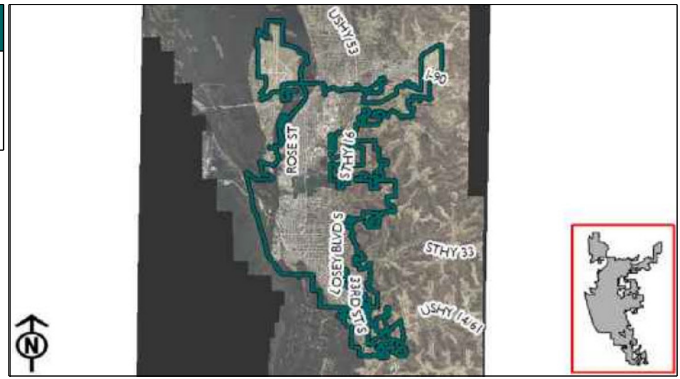 USHY 53
I-90
ROSE ST
STHY 16
LOSEY BLVD S
STHY 33
33RD ST S
USHY 14/61
N